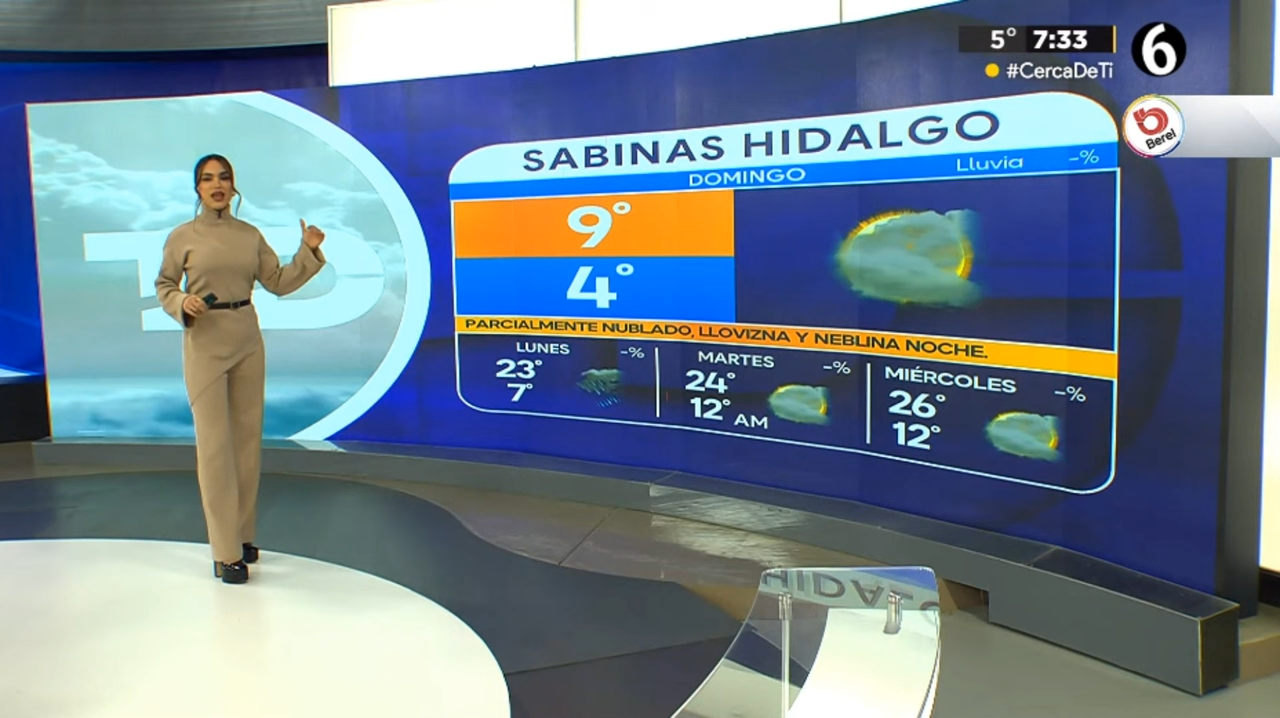 5° 7:33
6
#CercaDeTi
Berel
SABINAS HIDALGO
DOMINGO
Lluvia -%
9°
4°
PARCIALMENTE NUBLADO, LLOVIZNA Y NEBLINA NOCHE.
LUNES -%
23°
7°
MARTES -%
24°
12° AM
MIÉRCOLES -%
26°
12°
HIDALGO